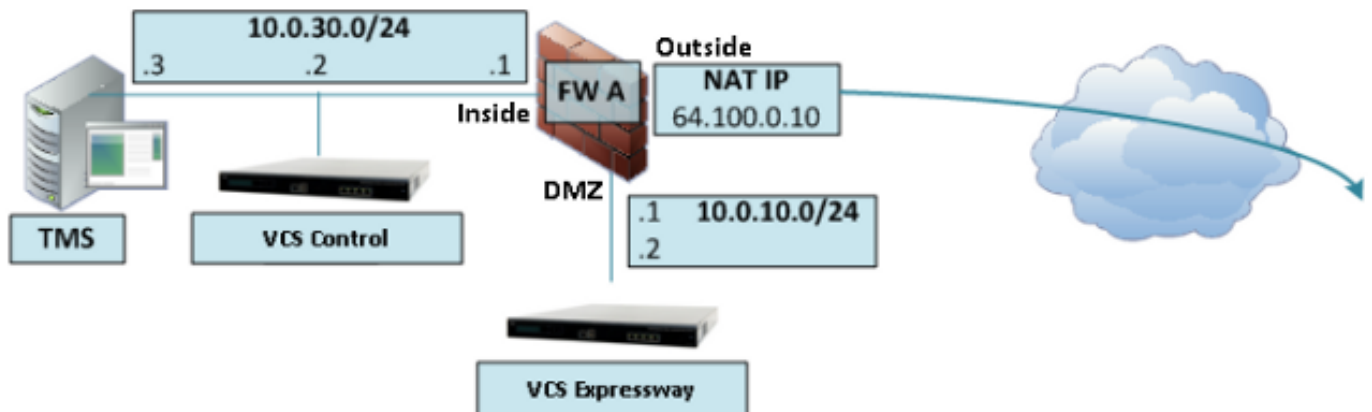 10.0.30.0/24
.3 .2 .1
Outside
FW A
NAT IP
64.100.0.10
Inside
DMZ
TMS
VCS Control
.1 10.0.10.0/24
.2
VCS Expressway